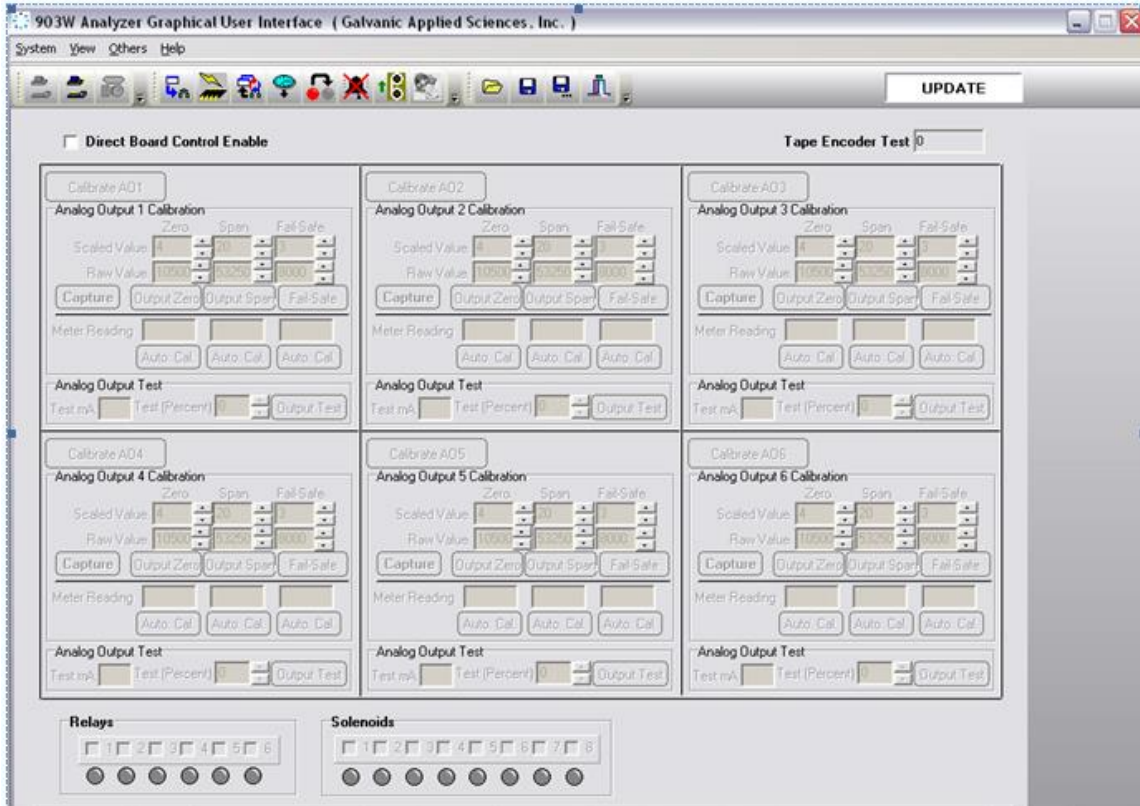 903W Analyzer Graphical User Interface ( Galvanic Applied Sciences, Inc. )
System View Others Help
UPDATE
Direct Board Control Enable
Tape Encoder Test 0
Calibrate AO1
Analog Output 1 Calibration
Zero Span Fail-Safe
Scaled Value 4 20 3
Raw Value 10500 53250 8000
Capture Output Zero Output Span Fail-Safe
Meter Reading
Auto. Cal. Auto. Cal. Auto. Cal.
Analog Output Test
Test mA Test (Percent) 0 Output Test
Calibrate AO2
Analog Output 2 Calibration
Zero Span Fail-Safe
Scaled Value 4 20 3
Raw Value 10500 53250 8000
Capture Output Zero Output Span Fail-Safe
Meter Reading
Auto. Cal. Auto. Cal. Auto. Cal.
Analog Output Test
Test mA Test (Percent) 0 Output Test
Calibrate AO3
Analog Output 3 Calibration
Zero Span Fail-Safe
Scaled Value 4 20 3
Raw Value 10500 53250 8000
Capture Output Zero Output Span Fail-Safe
Meter Reading
Auto. Cal. Auto. Cal. Auto. Cal.
Analog Output Test
Test mA Test (Percent) 0 Output Test
Calibrate AO4
Analog Output 4 Calibration
Zero Span Fail-Safe
Scaled Value 4 20 3
Raw Value 10500 53250 8000
Capture Output Zero Output Span Fail-Safe
Meter Reading
Auto. Cal. Auto. Cal. Auto. Cal.
Analog Output Test
Test mA Test (Percent) 0 Output Test
Calibrate AO5
Analog Output 5 Calibration
Zero Span Fail-Safe
Scaled Value 4 20 3
Raw Value 10500 53250 8000
Capture Output Zero Output Span Fail-Safe
Meter Reading
Auto. Cal. Auto. Cal. Auto. Cal.
Analog Output Test
Test mA Test (Percent) 0 Output Test
Calibrate AO6
Analog Output 6 Calibration
Zero Span Fail-Safe
Scaled Value 4 20 3
Raw Value 10500 53250 8000
Capture Output Zero Output Span Fail-Safe
Meter Reading
Auto. Cal. Auto. Cal. Auto. Cal.
Analog Output Test
Test mA Test (Percent) 0 Output Test
Relays
1 2 3 4 5 6
Solenoids
1 2 3 4 5 6 7 8